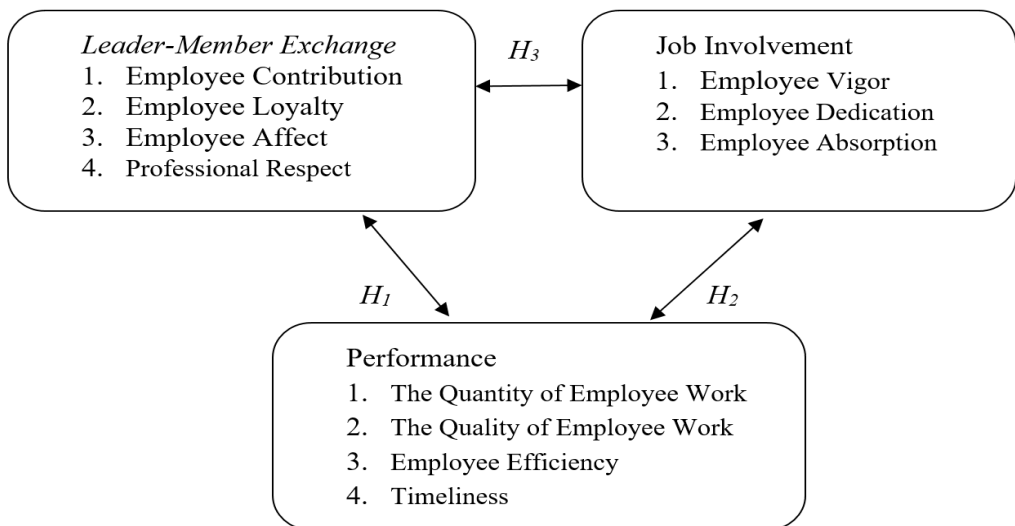 Leader-Member Exchange
1. Employee Contribution
2. Employee Loyalty
3. Employee Affect
4. Professional Respect
H3
Job Involvement
1. Employee Vigor
2. Employee Dedication
3. Employee Absorption
H1
H2
Performance
1. The Quantity of Employee Work
2. The Quality of Employee Work
3. Employee Efficiency
4. Timeliness